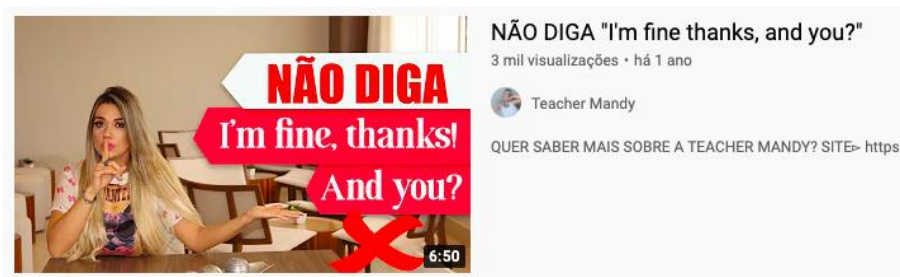 NÃO DIGA
I'm fine, thanks!
And you?
6:50
NÃO DIGA "I'm fine thanks, and you?"
3 mil visualizações • há 1 ano
Teacher Mandy
QUER SABER MAIS SOBRE A TEACHER MANDY? SITE▻ https